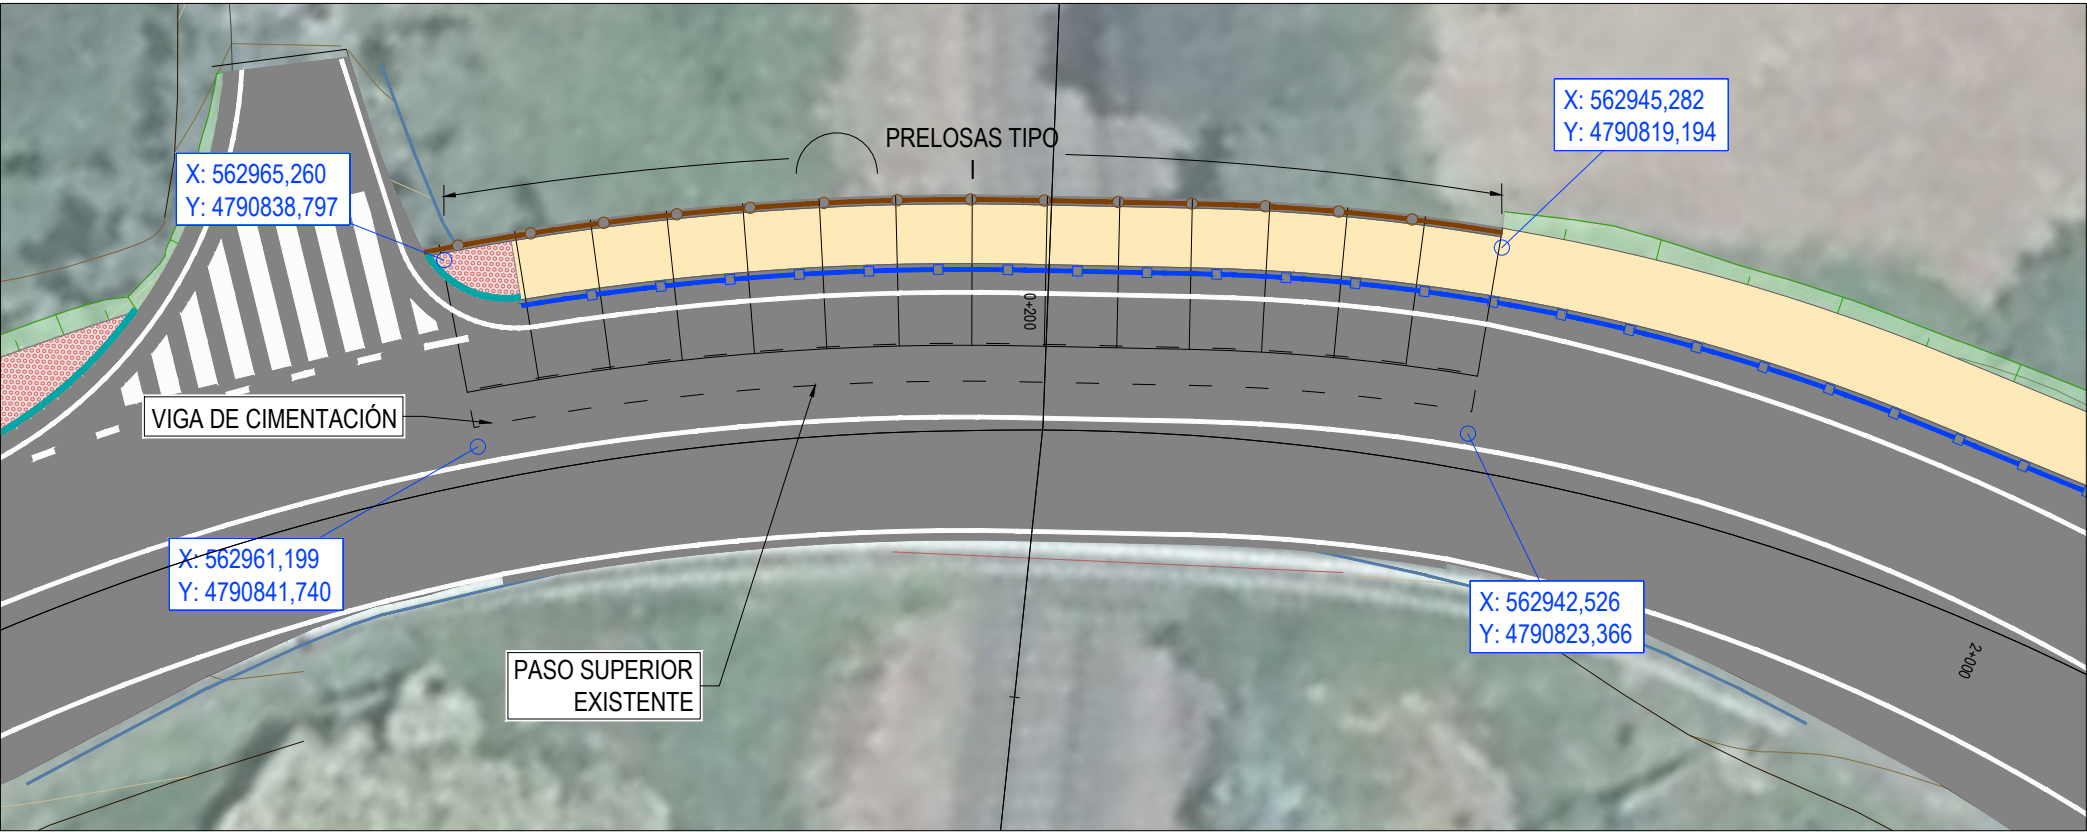 X: 562945,282
Y: 4790819,194
PRELOSAS TIPO
I
X: 562965,260
Y: 4790838,797
0+200
VIGA DE CIMENTACIÓN
X: 562961,199
Y: 4790841,740
X: 562942,526
Y: 4790823,366
PASO SUPERIOR
EXISTENTE
2+000